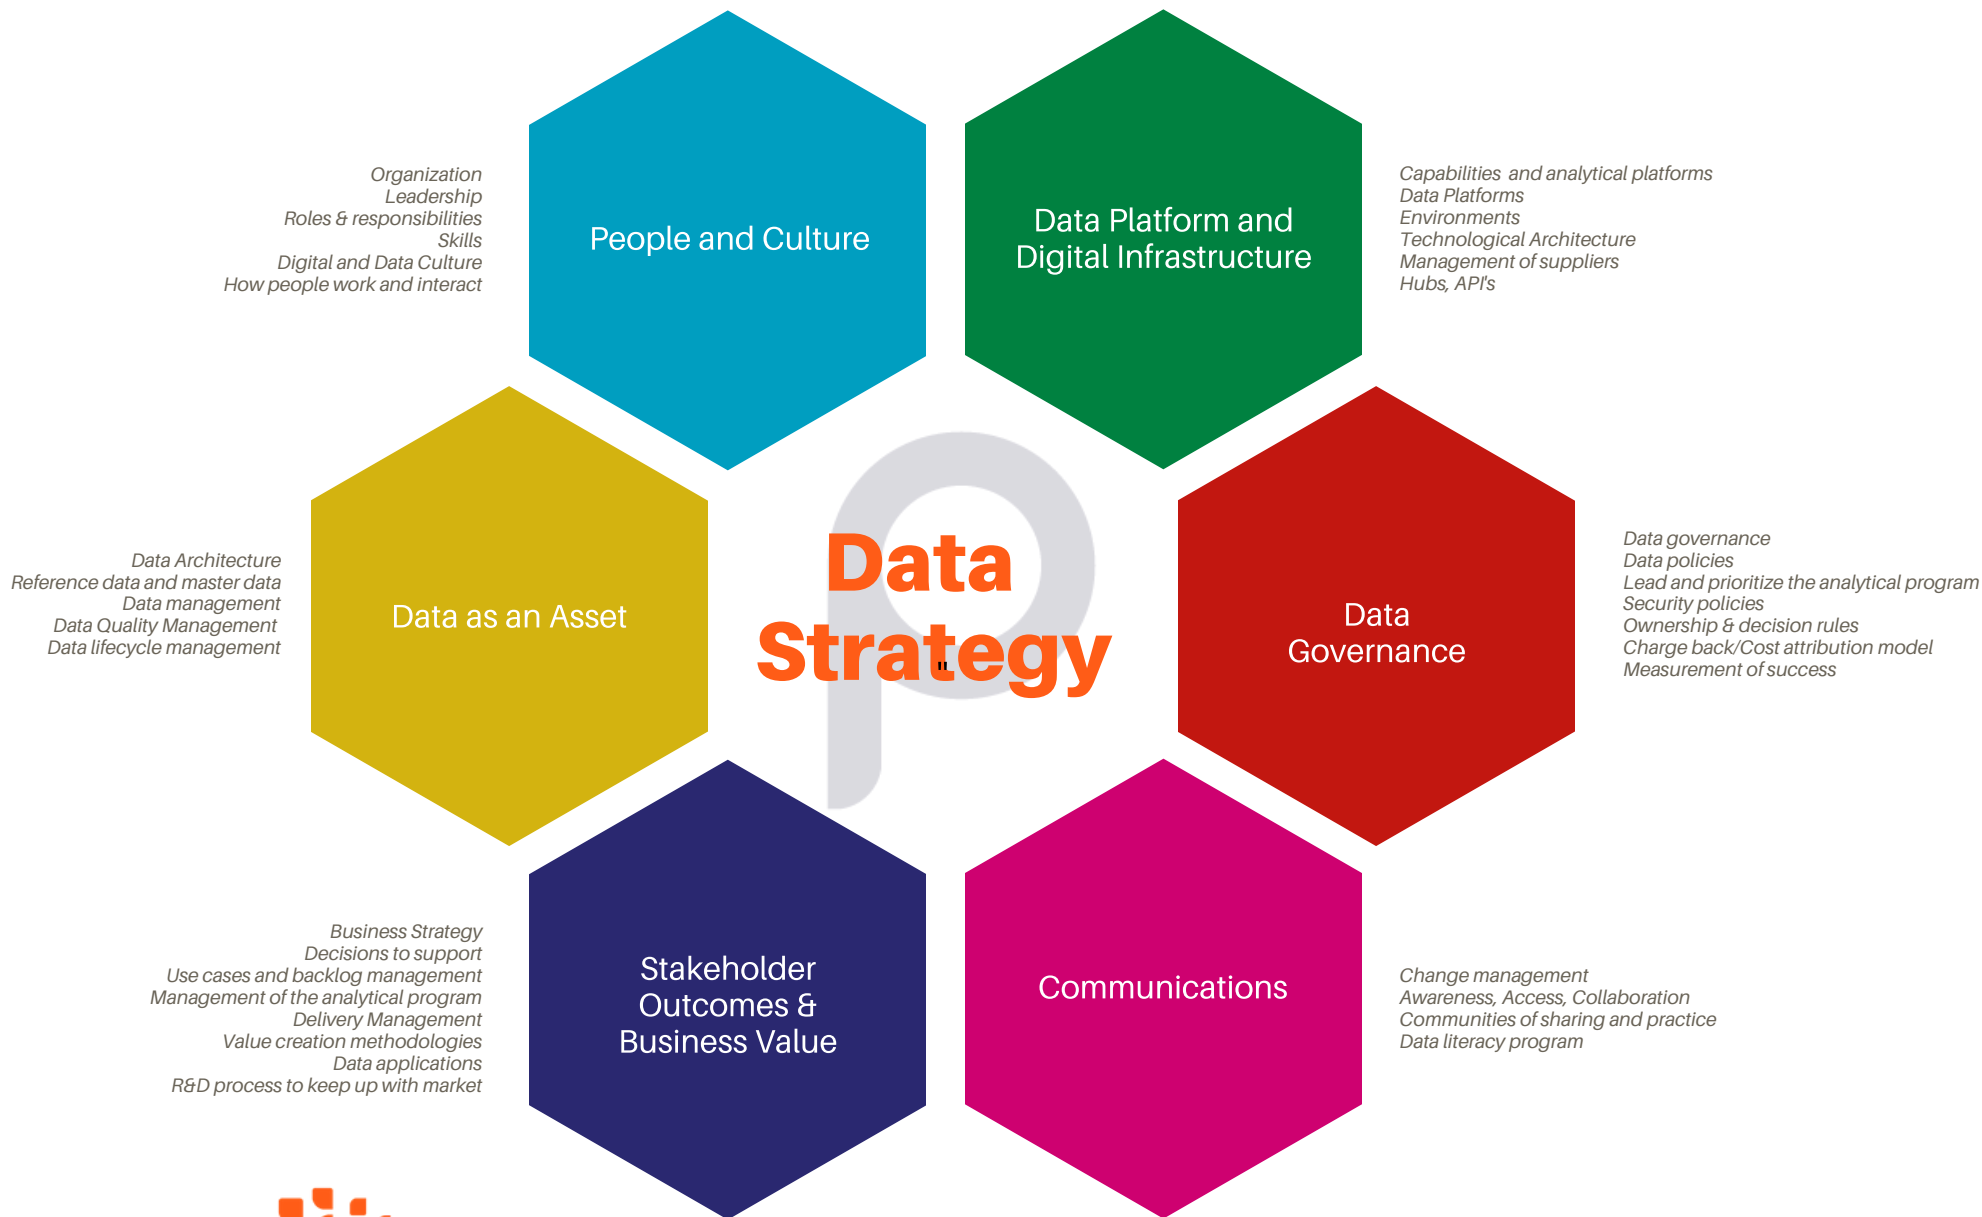 Organization
Leadership
Roles & responsibilities
Skills
Digital and Data Culture
How people work and interact
People and Culture
Data Platform and
Digital Infrastructure
Capabilities and analytical platforms
Data Platforms
Environments
Technological Architecture
Management of suppliers
Hubs, API's
Data Architecture
Reference data and master data
Data management
Data Quality Management
Data lifecycle management
Data as an Asset
Data
Strategy
"
Data
Governance
Data governance
Data policies
Lead and prioritize the analytical program
Security policies
Ownership & decision rules
Charge back/Cost attribution model
Measurement of success
Business Strategy
Decisions to support
Use cases and backlog management
Management of the analytical program
Delivery Management
Value creation methodologies
Data applications
R&D process to keep up with market
Stakeholder
Outcomes &
Business Value
Communications
Change management
Awareness, Access, Collaboration
Communities of sharing and practice
Data literacy program